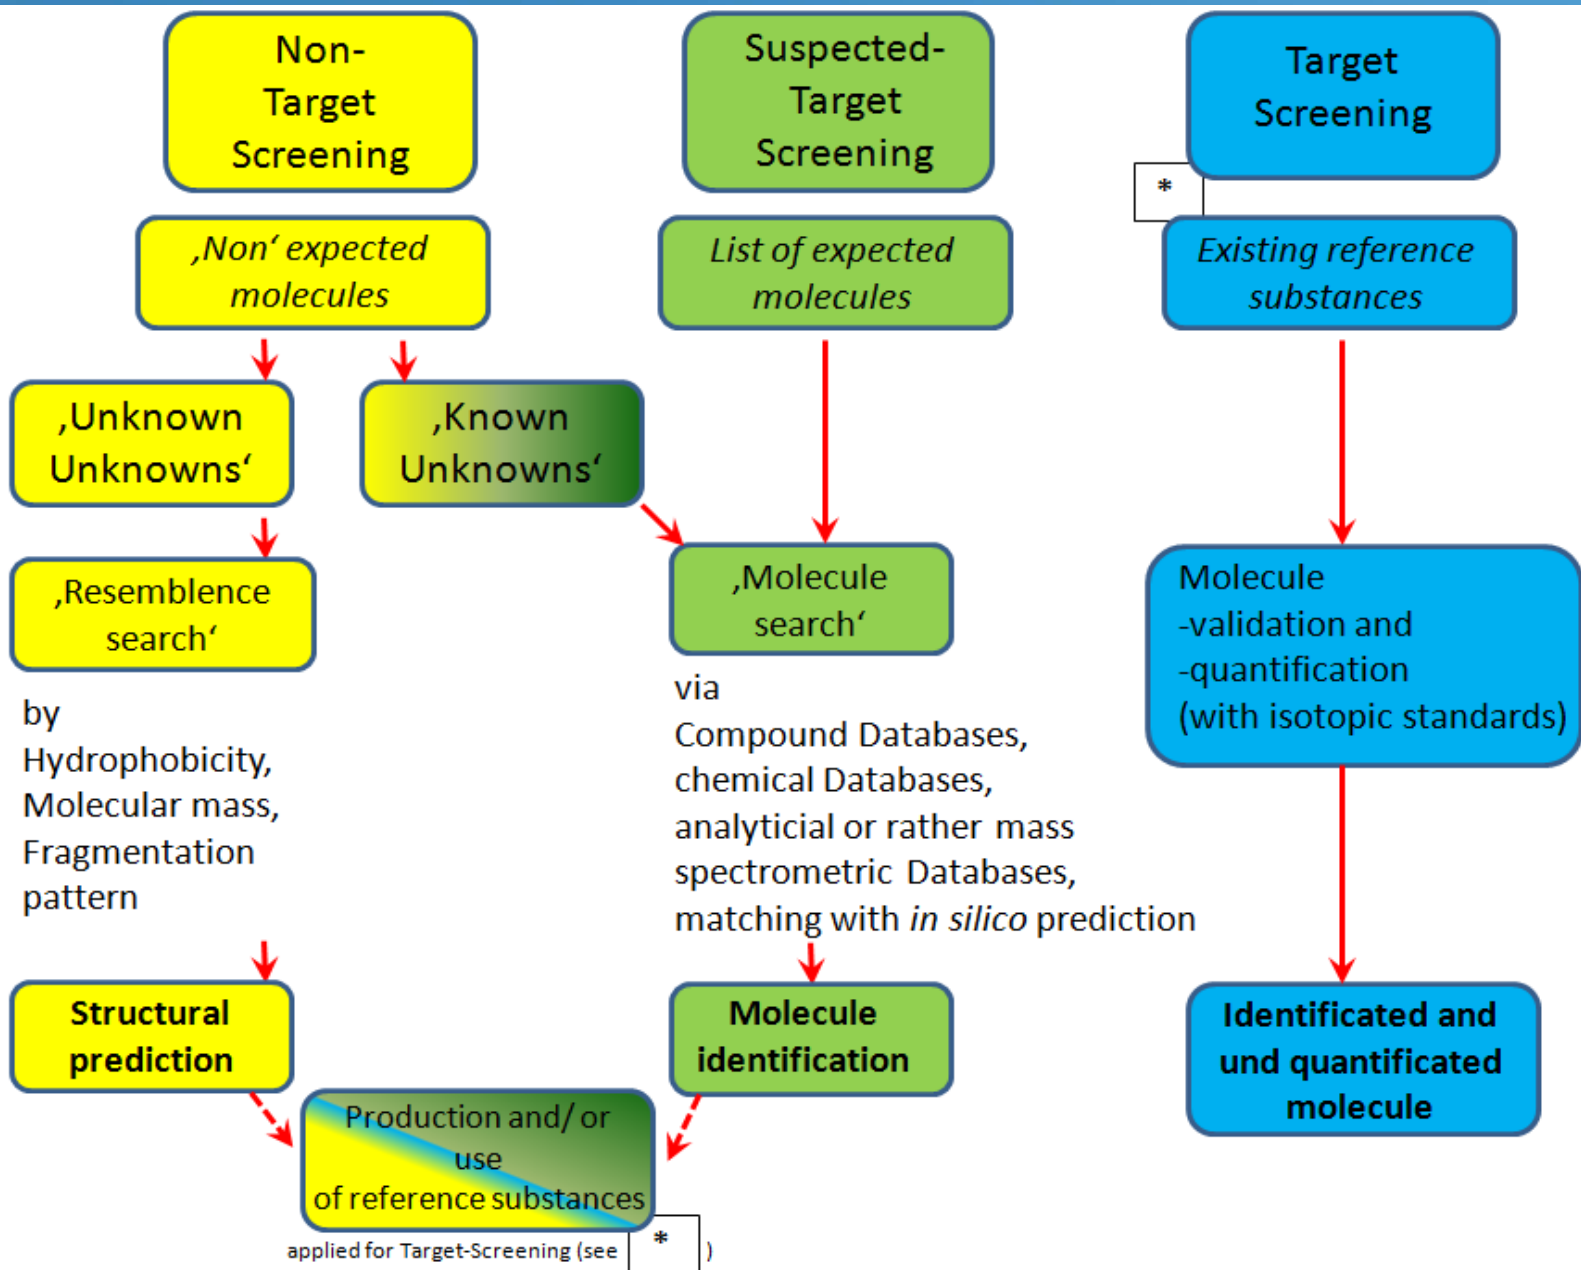 Non-
Target
Screening
Suspected-
Target
Screening
Target
Screening
*
‚Non‘ expected
molecules
List of expected
molecules
Existing reference
substances
‚Unknown
Unknowns‘
‚Known
Unknowns‘
‚Resemblence
search‘
‚Molecule
search‘
Molecule
-validation and
-quantification
(with isotopic standards)
by
Hydrophobicity,
Molecular mass,
Fragmentation
pattern
via
Compound Databases,
chemical Databases,
analyticial or rather mass
spectrometric Databases,
matching with in silico prediction
Structural
prediction
Molecule
identification
Identificated and
und quantificated
molecule
Production and/ or
use
of reference substances
applied for Target-Screening (see * )